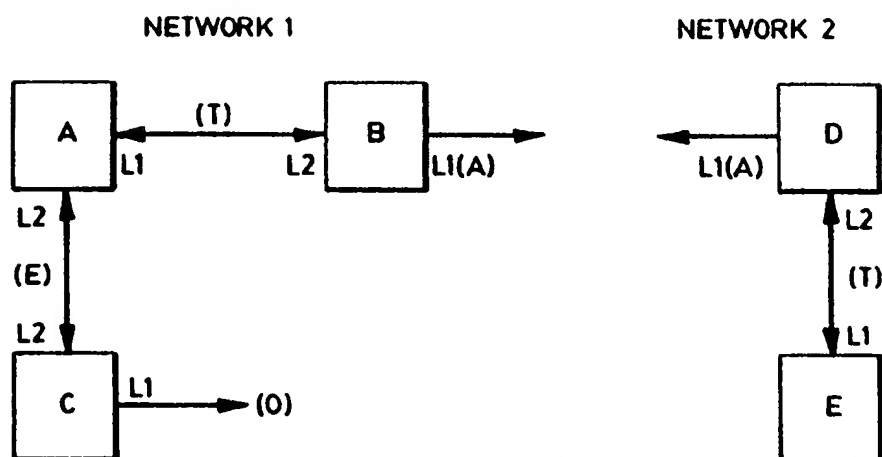 NETWORK 1
NETWORK 2
A
(T)
B
D
L1
L2
L1(A)
L1(A)
L2
L2
(E)
(T)
L2
L1
C
L1
(O)
E